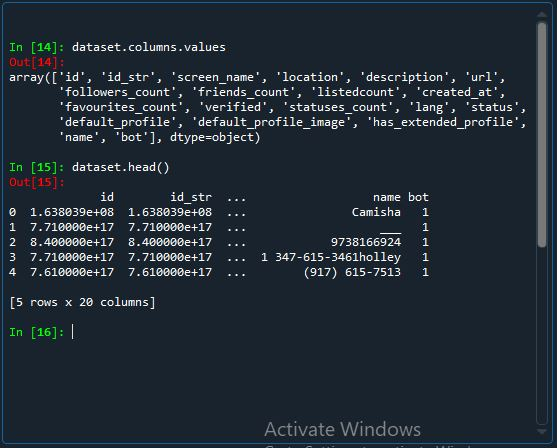 In [14]: dataset.columns.values
Out[14]:
array(['id', 'id_str', 'screen_name', 'location', 'description', 'url',
'followers_count', 'friends_count', 'listedcount', 'created_at',
'favourites_count', 'verified', 'statuses_count', 'lang', 'status',
'default_profile', 'default_profile_image', 'has_extended_profile',
'name', 'bot'], dtype=object)
In [15]: dataset.head()
Out[15]:
id id_str ... name bot
0 1.638039e+08 1.638039e+08 ... Camisha 1
1 7.710000e+17 7.710000e+17 ... ___ 1
2 8.400000e+17 8.400000e+17 ... 9738166924 1
3 7.710000e+17 7.710000e+17 ... 1 347-615-3461holley 1
4 7.610000e+17 7.610000e+17 ... (917) 615-7513 1
[5 rows x 20 columns]
In [16]:
Activate Windows